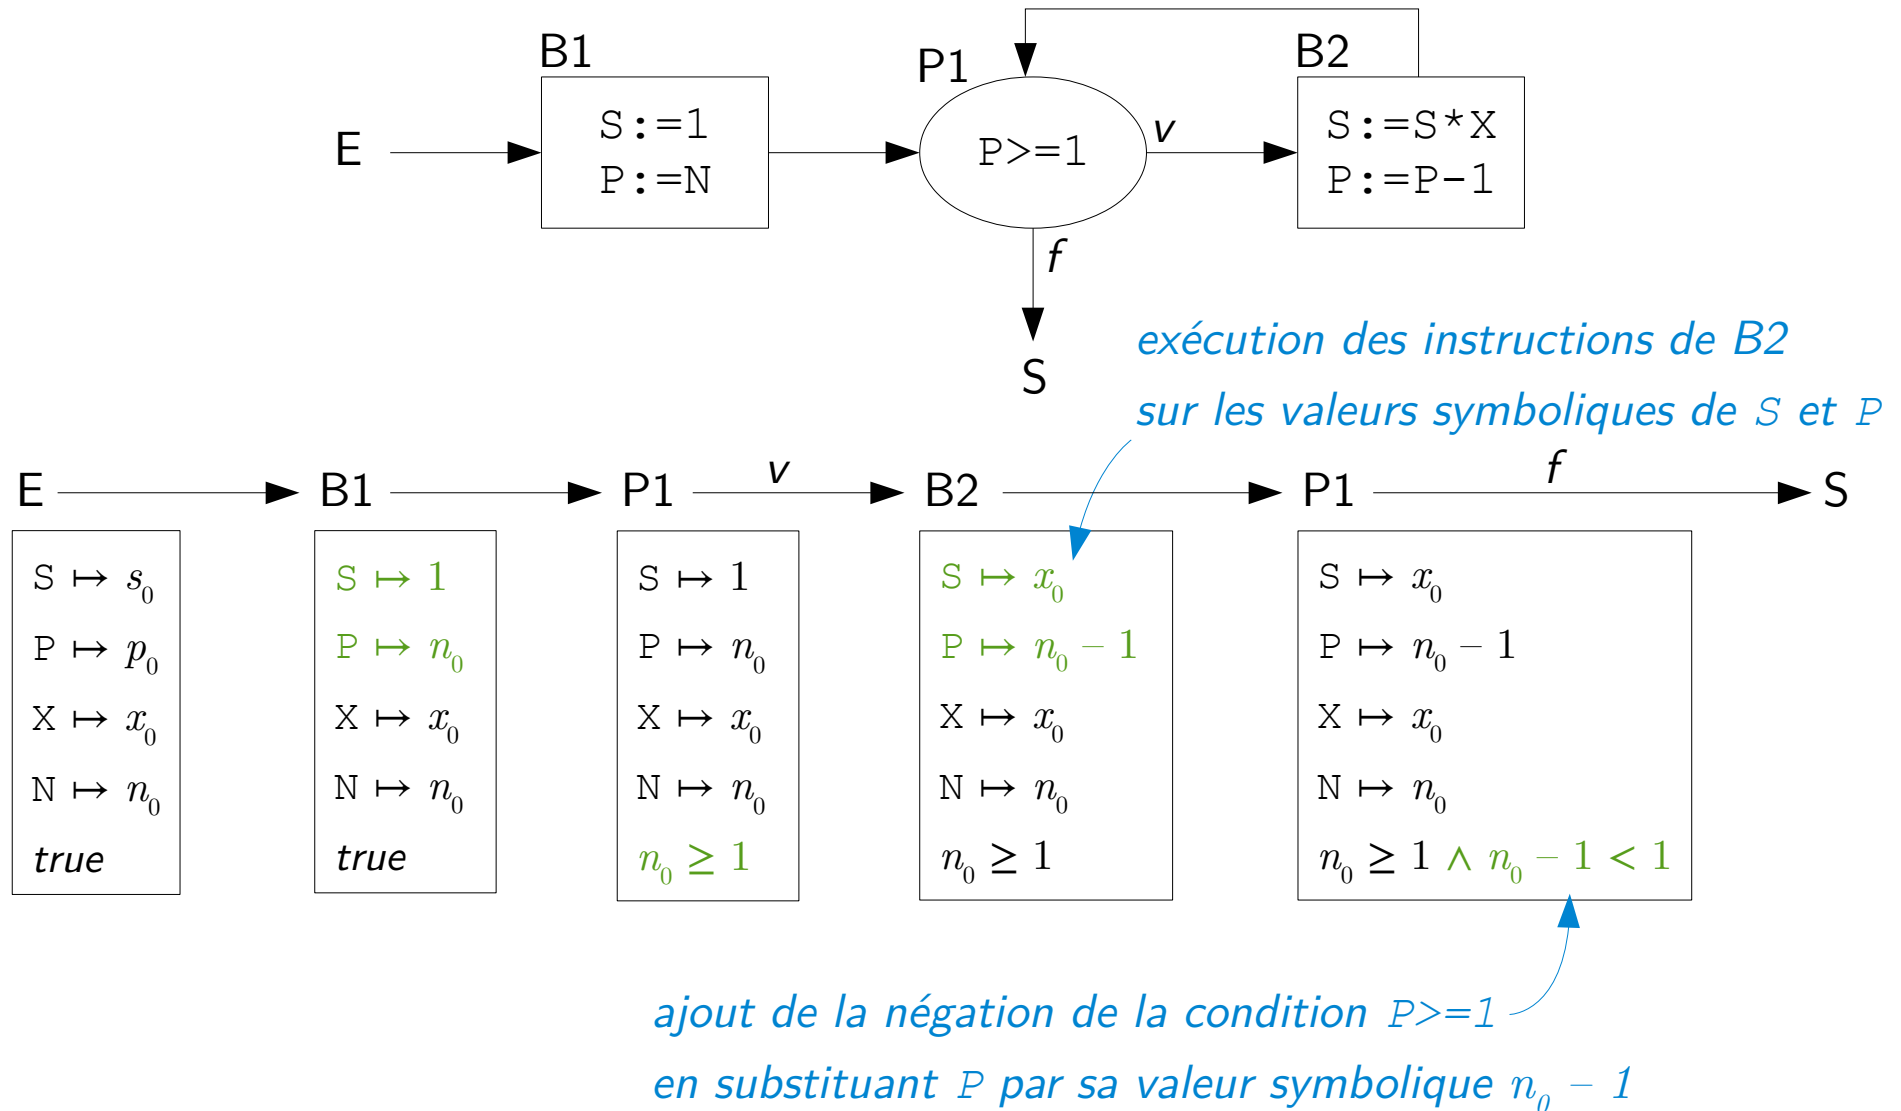 B1
P1
B2
E
S:=1
P:=N
P>=1
v
S:=S*X
P:=P-1
f
S
exécution des instructions de B2
sur les valeurs symboliques de S et P
E
B1
P1
v
B2
P1
f
S
S ↦ s₀
P ↦ p₀
X ↦ x₀
N ↦ n₀
true
S ↦ 1
P ↦ n₀
X ↦ x₀
N ↦ n₀
true
S ↦ 1
P ↦ n₀
X ↦ x₀
N ↦ n₀
n₀ ≥ 1
S ↦ x₀
P ↦ n₀ – 1
X ↦ x₀
N ↦ n₀
n₀ ≥ 1
S ↦ x₀
P ↦ n₀ – 1
X ↦ x₀
N ↦ n₀
n₀ ≥ 1 ∧ n₀ – 1 < 1
ajout de la négation de la condition P>=1
en substituant P par sa valeur symbolique n₀ – 1